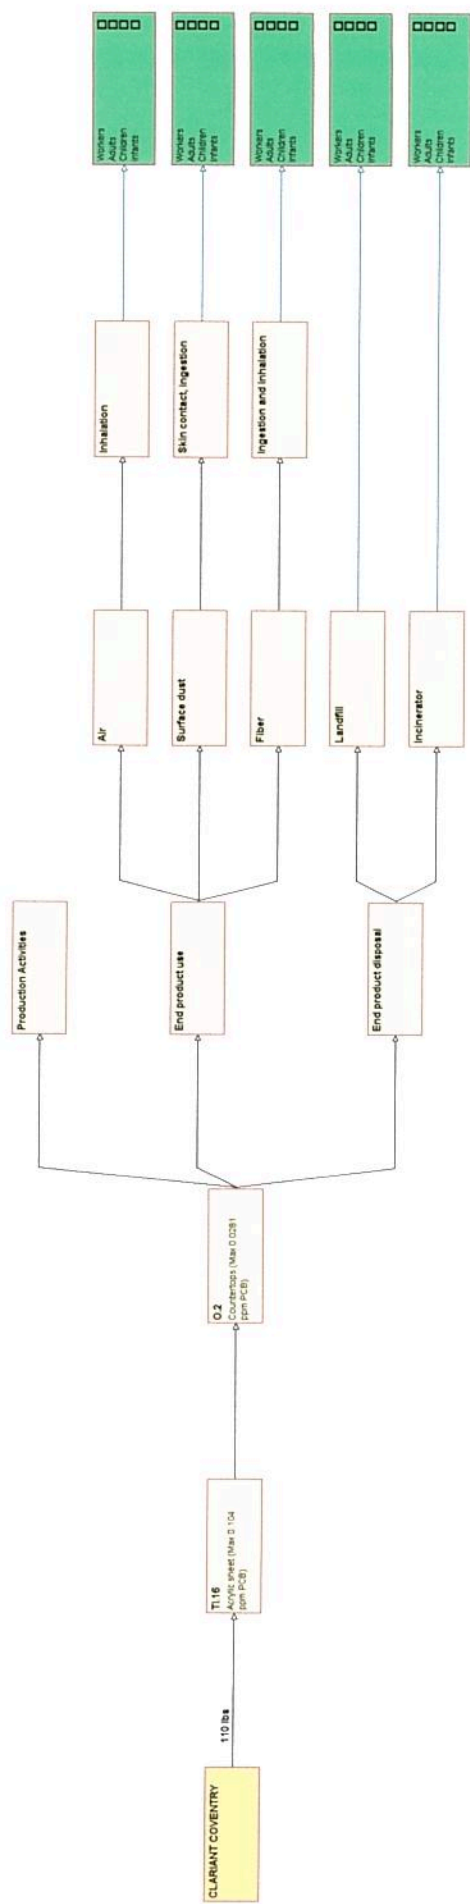 CLARIANT COVENTRY
110 lbs
TI.16
Acrylic sheet (Max 0.104
ppm PCB)
O.2
Countertops (Max 0.0281
ppm PCB)
Production Activities
End product use
End product disposal
Air
Surface dust
Fiber
Landfill
Incinerator
Inhalation
Skin contact, Ingestion
Ingestion and Inhalation
Workers
Adults
Children
Infants
Workers
Adults
Children
Infants
Workers
Adults
Children
Infants
Workers
Adults
Children
Infants
Workers
Adults
Children
Infants